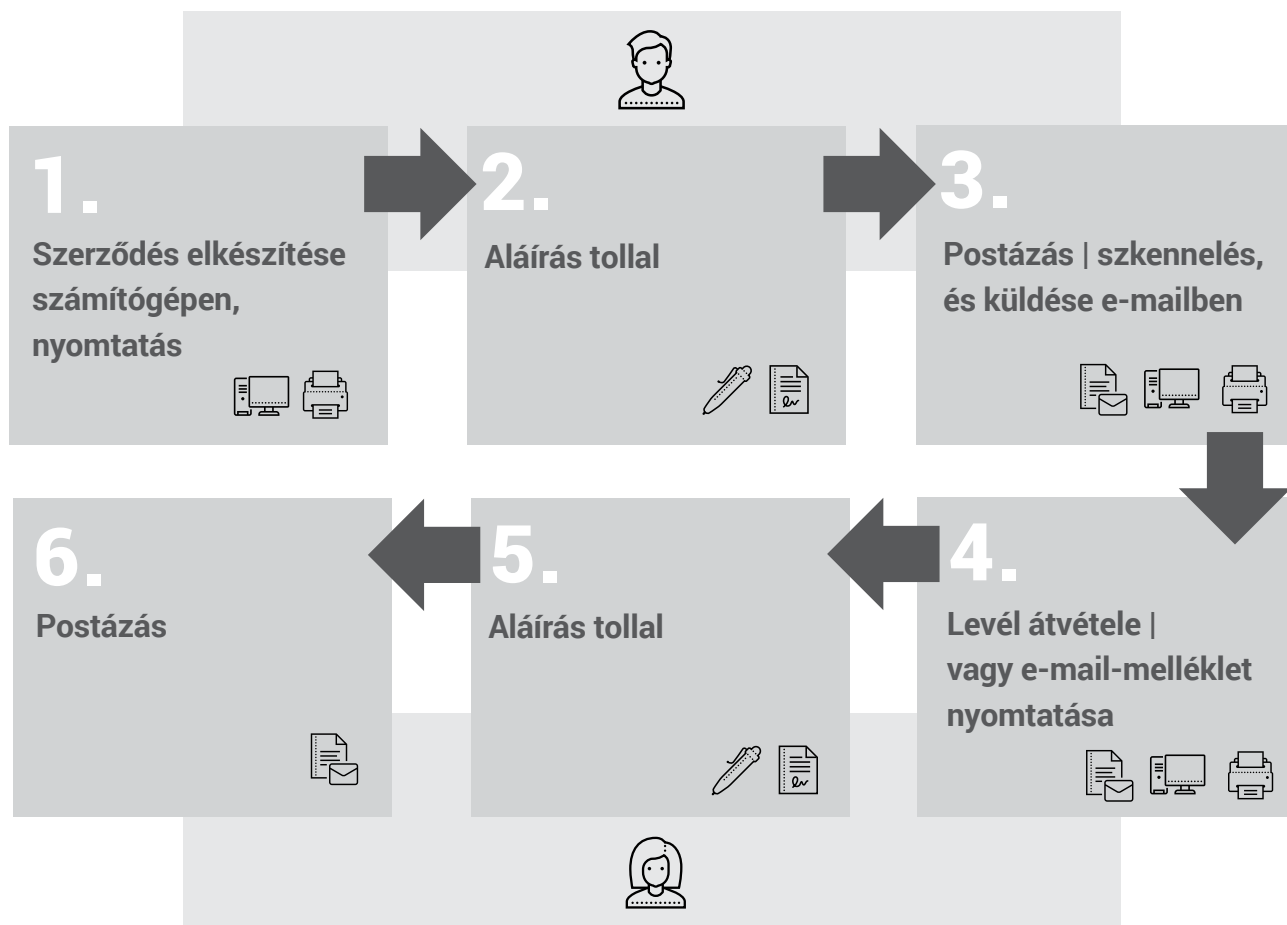 1.
Szerződés elkészítése
számítógépen,
nyomtatás
2.
Aláírás tollal
3.
Postázás | szkennelés,
és küldése e-mailben
4.
Levél átvétele |
vagy e-mail-melléklet
nyomtatása
5.
Aláírás tollal
6.
Postázás